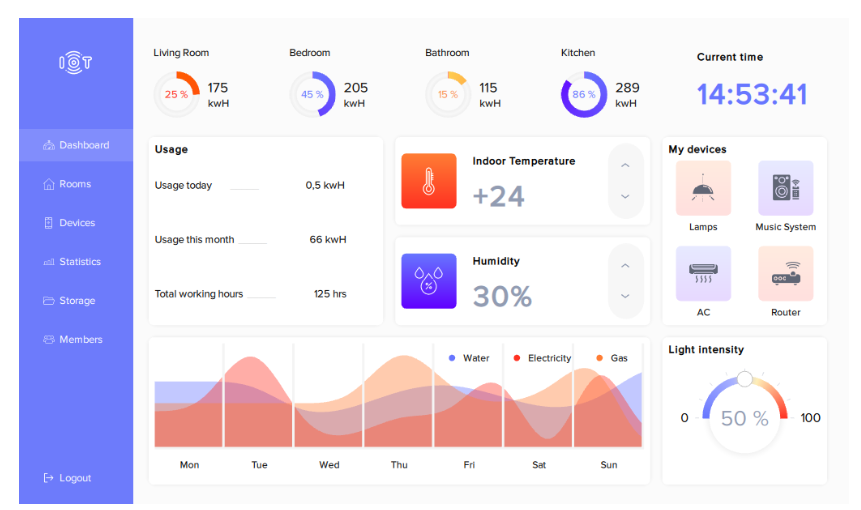 IOT
Dashboard
Rooms
Devices
Statistics
Storage
Members
Logout
Living Room
25 %
175
kwH
Bedroom
45 %
205
kwH
Bathroom
15 %
115
kwH
Kitchen
86 %
289
kwH
Current time
14:53:41
Usage
Usage today _____ 0,5 kwH
Usage this month _____ 66 kwH
Total working hours _____ 125 hrs
Indoor Temperature
+24
Humidity
%
30%
My devices
Lamps
Music System
AC
Router
Water
Electricity
Gas
Mon Tue Wed Thu Fri Sat Sun
Light intensity
0 50 % 100